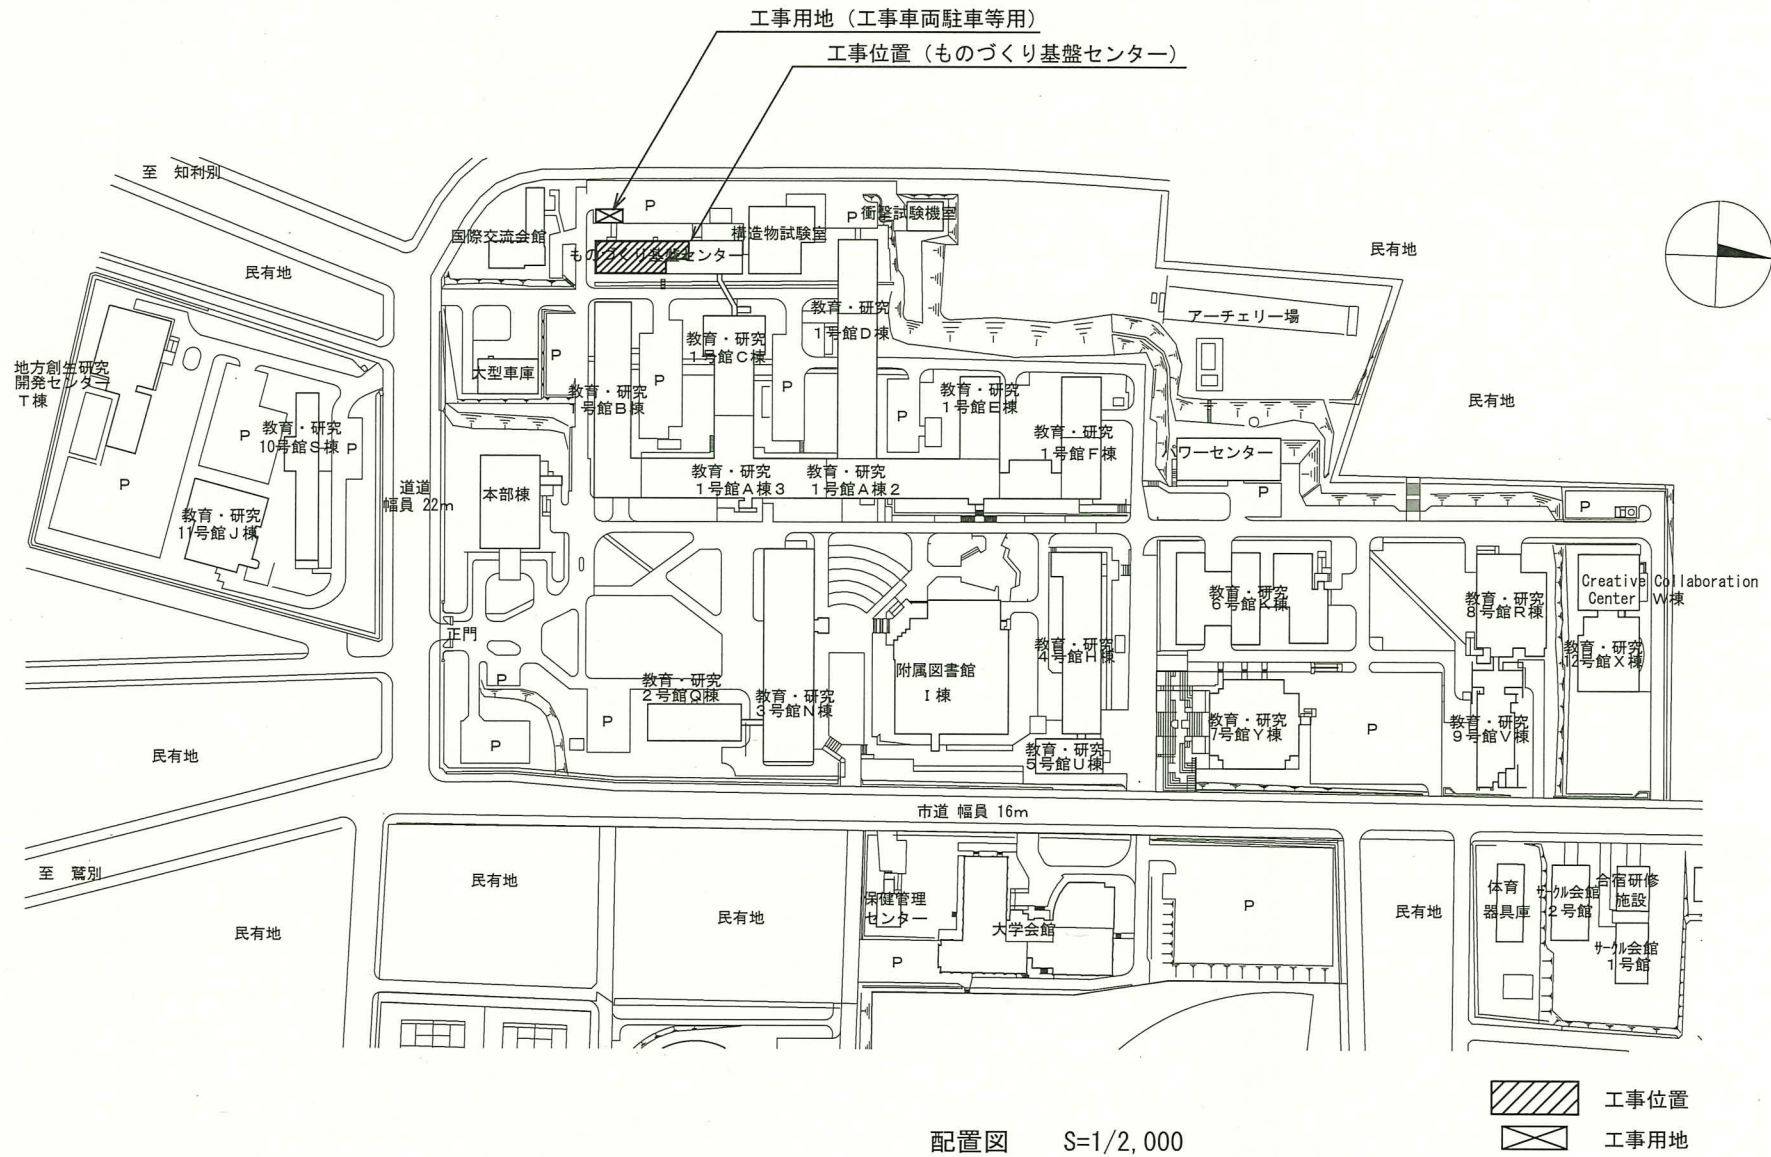 工事用地（工事車両駐車等用）
工事位置（ものづくり基盤センター）
至　知利別
国際交流会館
P
P
衝撃試験機室
構造物試験室
ものづくり基盤センター
民有地
民有地
アーチェリー場
教育・研究
1号館D棟
教育・研究
1号館C棟
地方創生研究
開発センター
T棟
大型車庫
P
教育・研究
1号館B棟
P
P
教育・研究
1号館E棟
P
民有地
教育・研究
10号館S棟
P
P
教育・研究
1号館F棟
パワーセンター
P
道道
幅員 22m
本部棟
教育・研究
1号館A棟3
教育・研究
1号館A棟2
P
P
教育・研究
11号館J棟
Creative Collaboration
Center W棟
教育・研究
6号館K棟
教育・研究
8号館R棟
正門
教育・研究
4号館H棟
教育・研究
12号館X棟
附属図書館
I棟
P
教育・研究
2号館Q棟
教育・研究
3号館N棟
P
P
教育・研究
7号館Y棟
P
教育・研究
9号館V棟
教育・研究
5号館U棟
民有地
市道 幅員 16m
至　鷲別
民有地
民有地
民有地
保健管理
センター
大学会館
P
P
民有地
体育
器具庫
サークル会館
2号館
合宿研修
施設
サークル会館
1号館
工事位置
工事用地
配置図　S=1/2,000